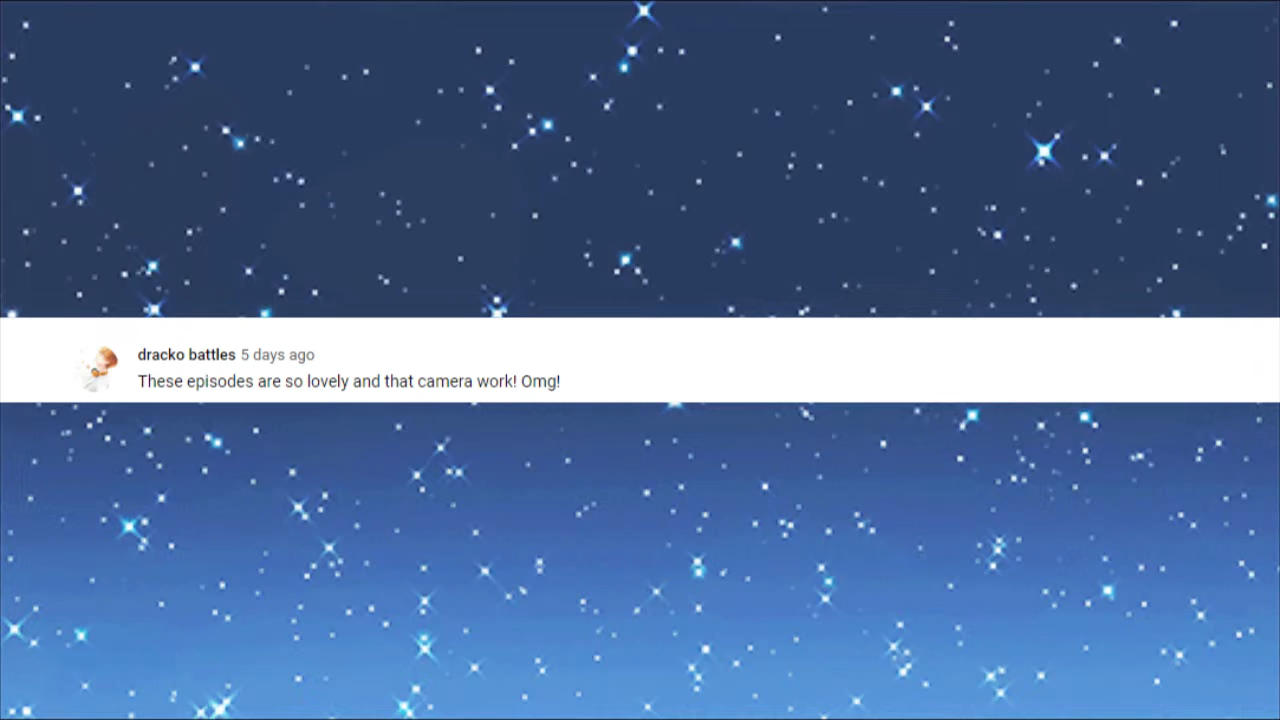 dracko battles 5 days ago
These episodes are so lovely and that camera work! Omg!